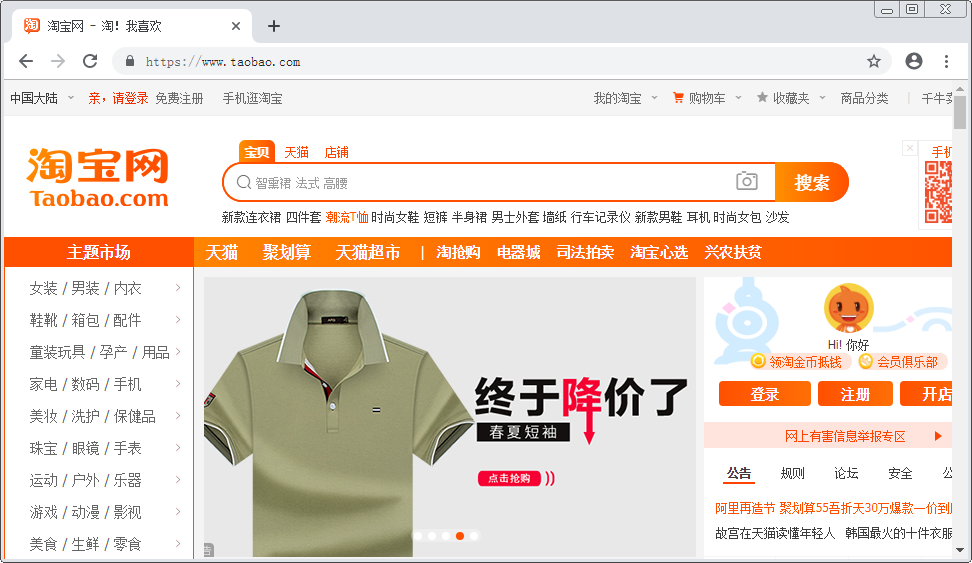 淘宝网 - 淘！我喜欢
https://www.taobao.com
中国大陆 亲，请登录 免费注册 手机逛淘宝 我的淘宝 购物车 收藏夹 商品分类 千牛卖
宝贝 天猫 店铺
手机
淘宝网
Taobao.com
智熏裙 法式 高腰
搜索
新款连衣裙 四件套 潮流T恤 时尚女鞋 短裤 半身裙 男士外套 墙纸 行车记录仪 新款男鞋 耳机 时尚女包 沙发
主题市场 天猫 聚划算 天猫超市 | 淘抢购 电器城 司法拍卖 淘宝心选 兴农扶贫
女装 / 男装 / 内衣
鞋靴 / 箱包 / 配件
童装玩具 / 孕产 / 用品
家电 / 数码 / 手机
美妆 / 洗护 / 保健品
珠宝 / 眼镜 / 手表
运动 / 户外 / 乐器
游戏 / 动漫 / 影视
美食 / 生鲜 / 零食
终于降价了
春夏短袖
点击抢购
Hi! 你好
领淘金币抵钱 会员俱乐部
登录 注册 开店
网上有害信息举报专区
公告 规则 论坛 安全 公
阿里再造节 聚划算55吾折天30万爆款一价到
故宫在天猫读懂年轻人 韩国最火的十件衣服